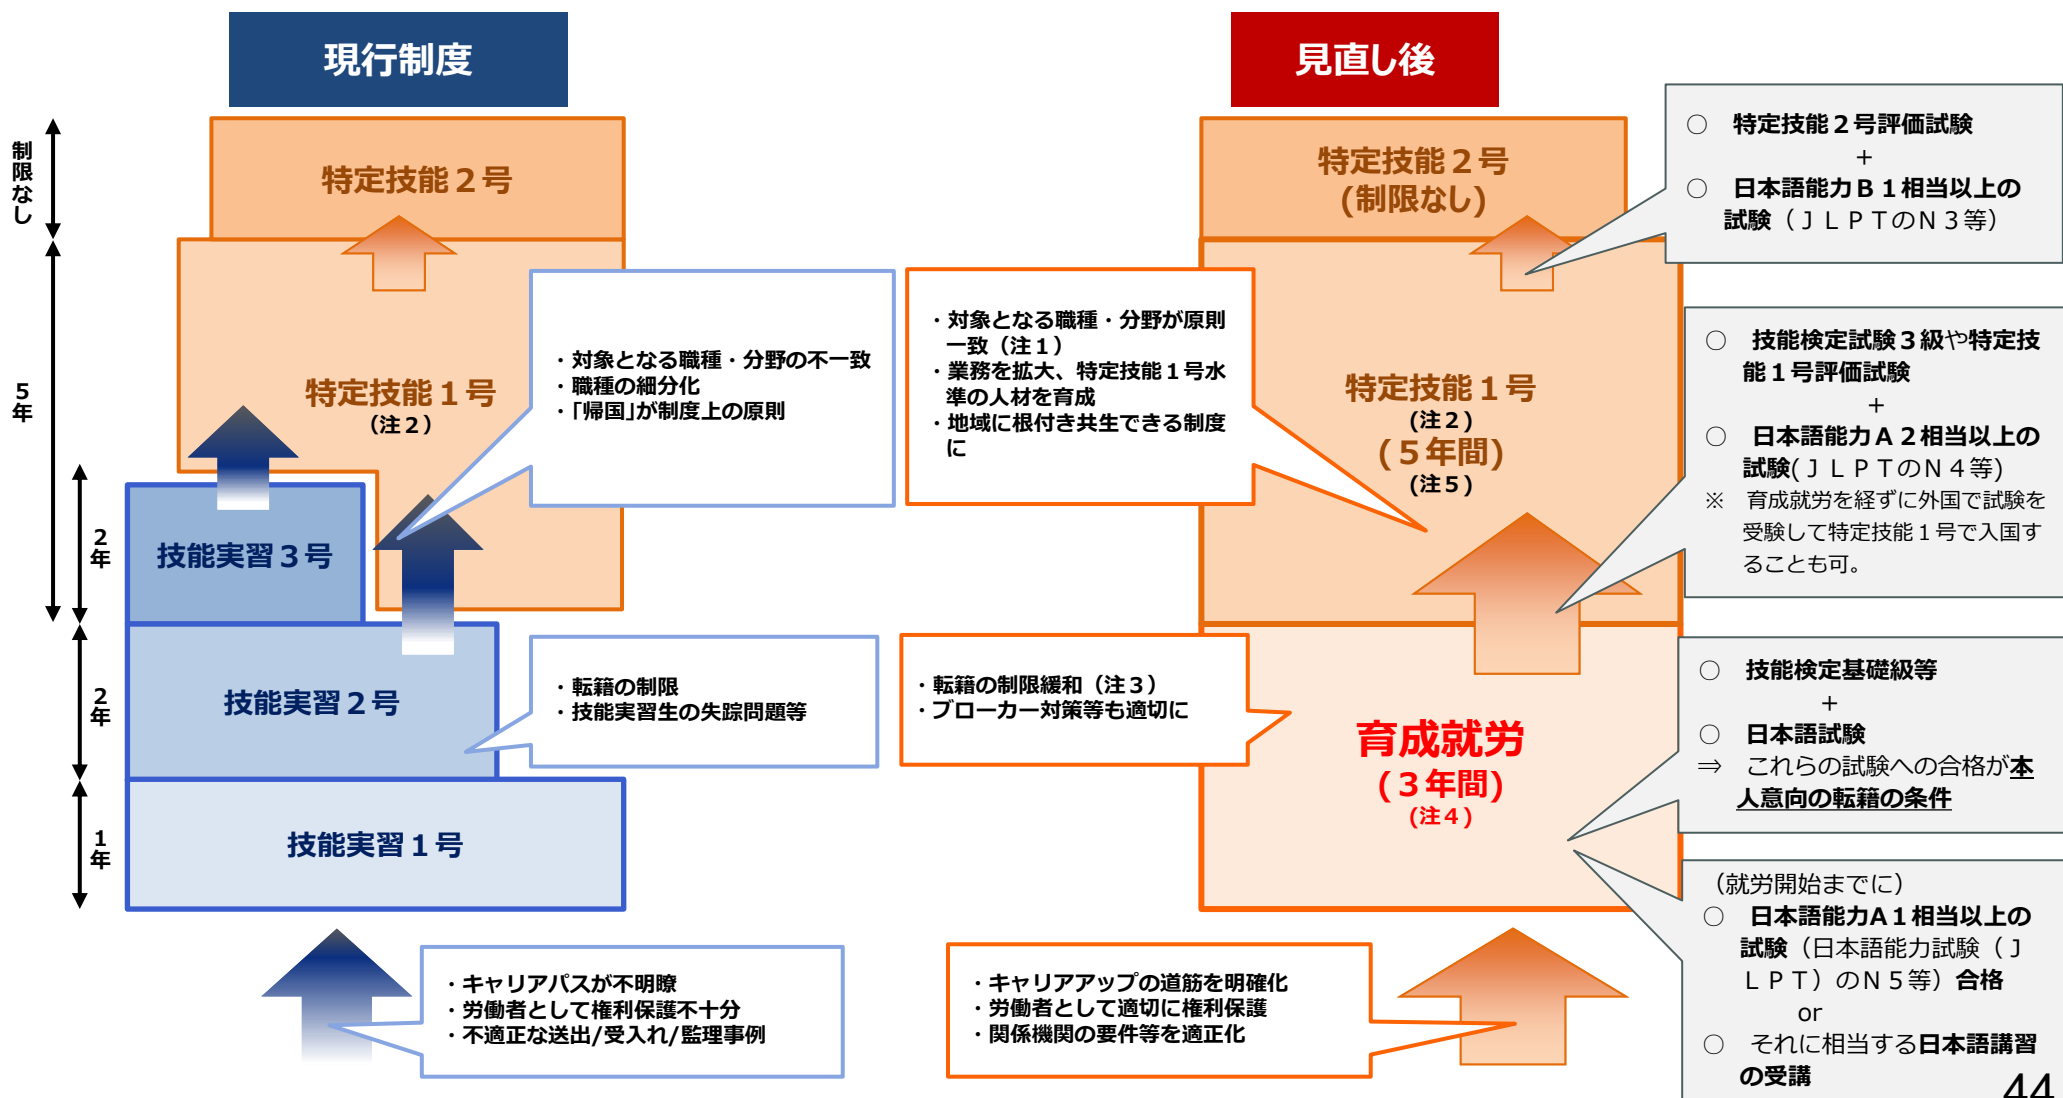 現行制度
見直し後
制限なし
5年
2年
2年
1年
特定技能２号
特定技能１号
（注２）
技能実習３号
技能実習２号
技能実習１号
・対象となる職種・分野の不一致
・職種の細分化
・｢帰国｣が制度上の原則
・転籍の制限
・技能実習生の失踪問題等
・キャリアパスが不明瞭
・労働者として権利保護不十分
・不適正な送出/受入れ/監理事例
・対象となる職種・分野が原則
一致（注１）
・業務を拡大、特定技能１号水
準の人材を育成
・地域に根付き共生できる制度
に
・転籍の制限緩和（注３）
・ブローカー対策等も適切に
・キャリアアップの道筋を明確化
・労働者として適切に権利保護
・関係機関の要件等を適正化
特定技能２号
(制限なし)
特定技能１号
(注２)
(５年間)
(注５)
育成就労
(３年間)
(注４)
○　特定技能２号評価試験
＋
○　日本語能力Ｂ１相当以上の
試験（ＪＬＰＴのＮ３等）
○　技能検定試験３級や特定技
能１号評価試験
＋
○　日本語能力Ａ２相当以上の
試験(ＪＬＰＴのＮ４等)
※　育成就労を経ずに外国で試験を
受験して特定技能１号で入国す
ることも可。
○　技能検定基礎級等
＋
○　日本語試験
⇒　これらの試験への合格が本
人意向の転籍の条件
（就労開始までに）
○　日本語能力A１相当以上の
試験（日本語能力試験（Ｊ
ＬＰＴ）のＮ５等）合格
or
○　それに相当する日本語講習
の受講
44